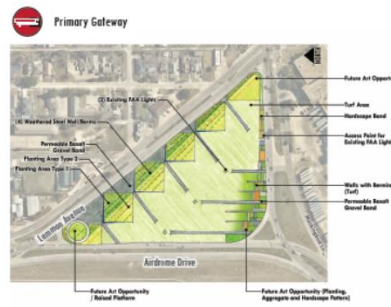 Primary Gateway
NORTH
Future Art Opport
(2) Existing FAA Lights
Turf Area
Hardscape Band
(4) Weathered Steel Wall/Berms
Access Point for
Existing FAA Light
Permeable Basalt
Gravel Band
Planting Area Type 2
Planting Area Type 1
Walls with Bermin
(Turf)
Permeable Basalt
Gravel Band
Lemmon Avenue
Airdrome Drive
Future Art Opportunity
/ Raised Platform
Future Art Opportunity (Planting,
Aggregate and Hardscape Pattern)